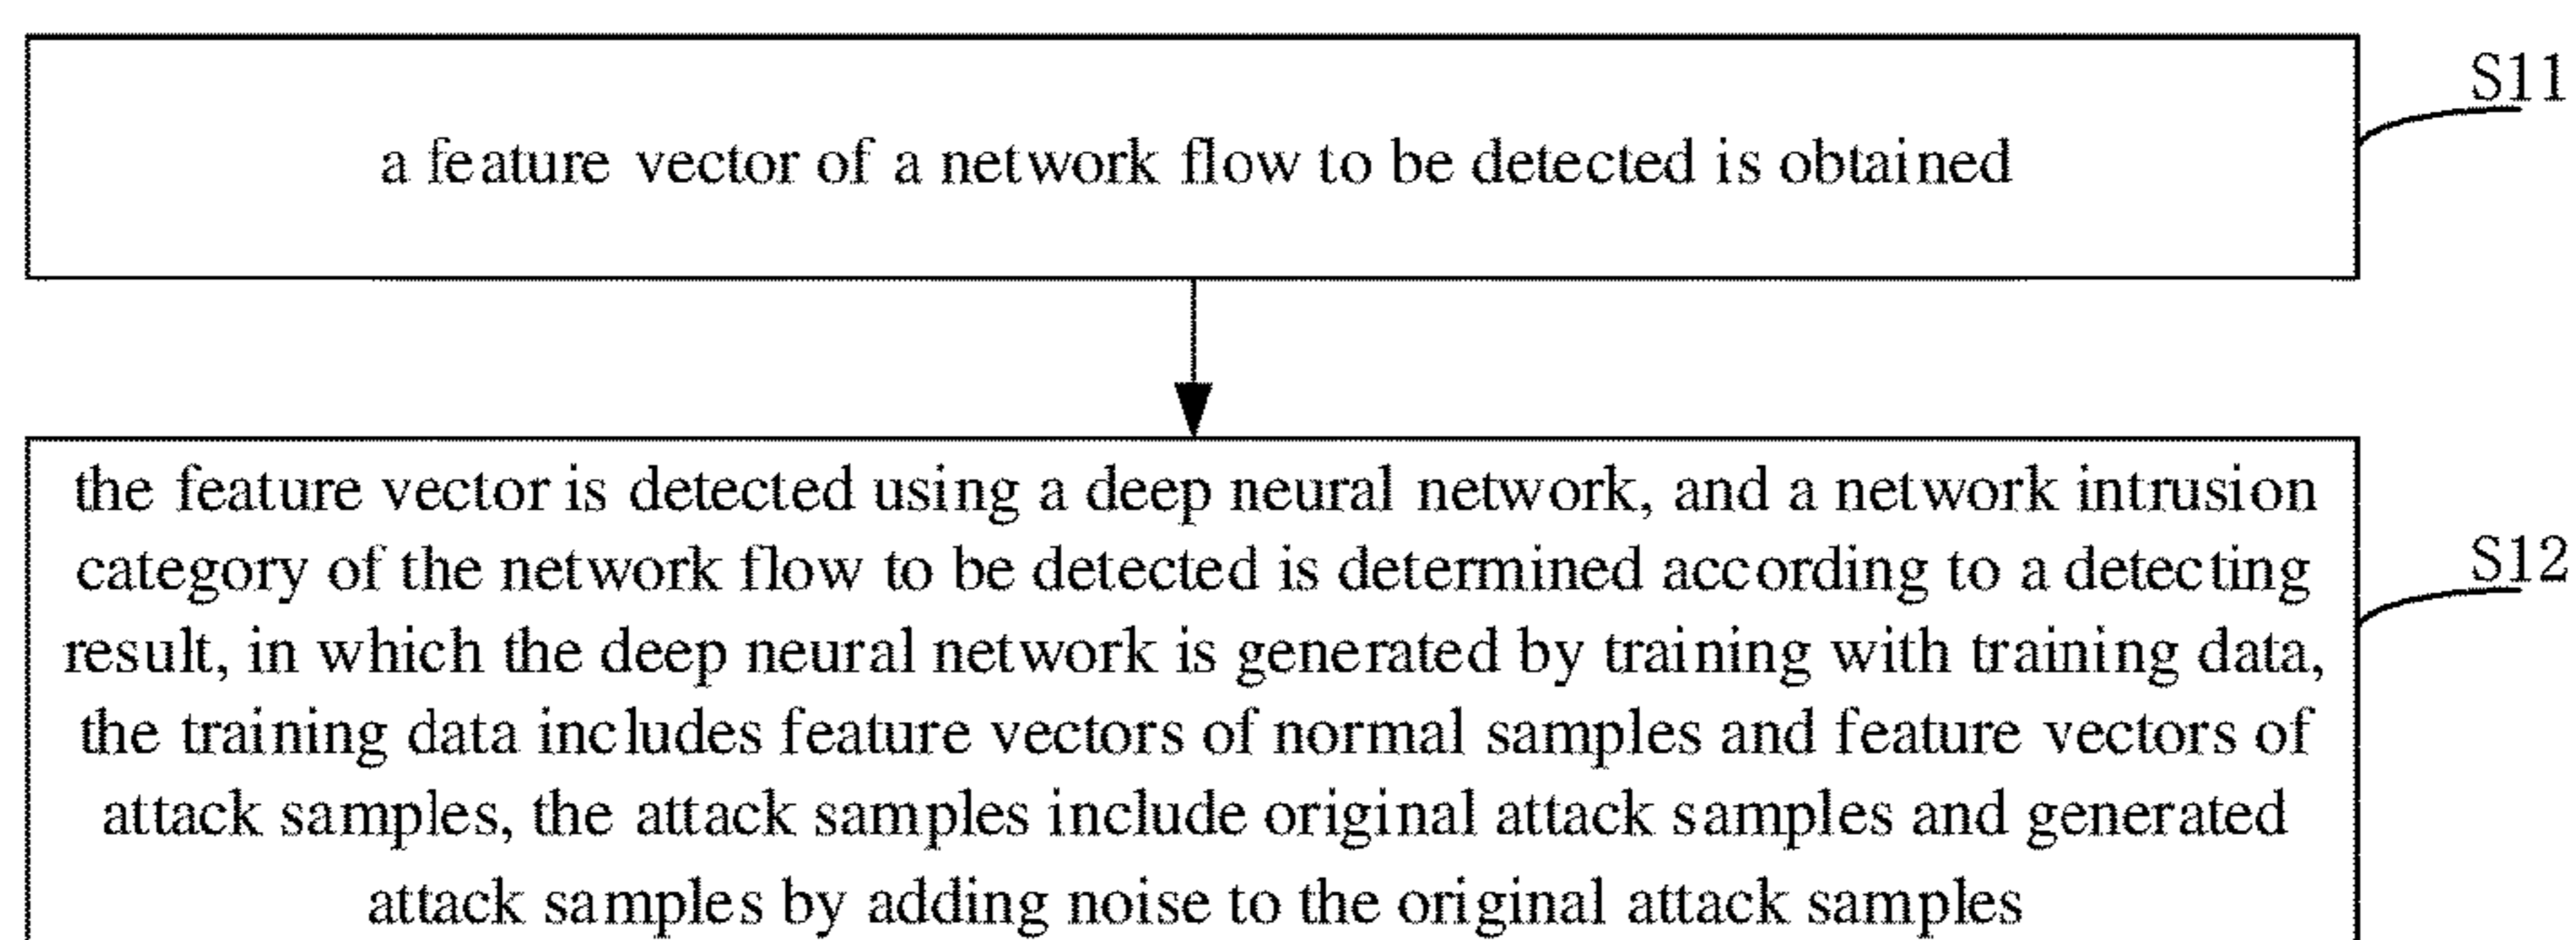 S11
a feature vector of a network flow to be detected is obtained
the feature vector is detected using a deep neural network, and a network intrusion
category of the network flow to be detected is determined according to a detecting
S12
result, in which the deep neural network is generated by training with training data,
the training data includes feature vectors of normal samples and feature vectors of
attack samples, the attack samples include original attack samples and generated
attack samples by adding noise to the original attack samples